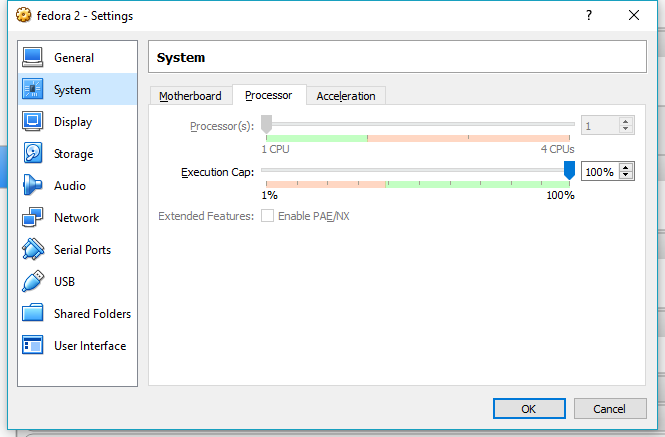 fedora 2 - Settings
?
General
System
Display
Storage
Audio
Network
Serial Ports
USB
Shared Folders
User Interface
System
Motherboard Processor Acceleration
Processor(s): 1
1 CPU 4 CPUs
Execution Cap: 100%
1% 100%
Extended Features: Enable PAE/NX
OK Cancel